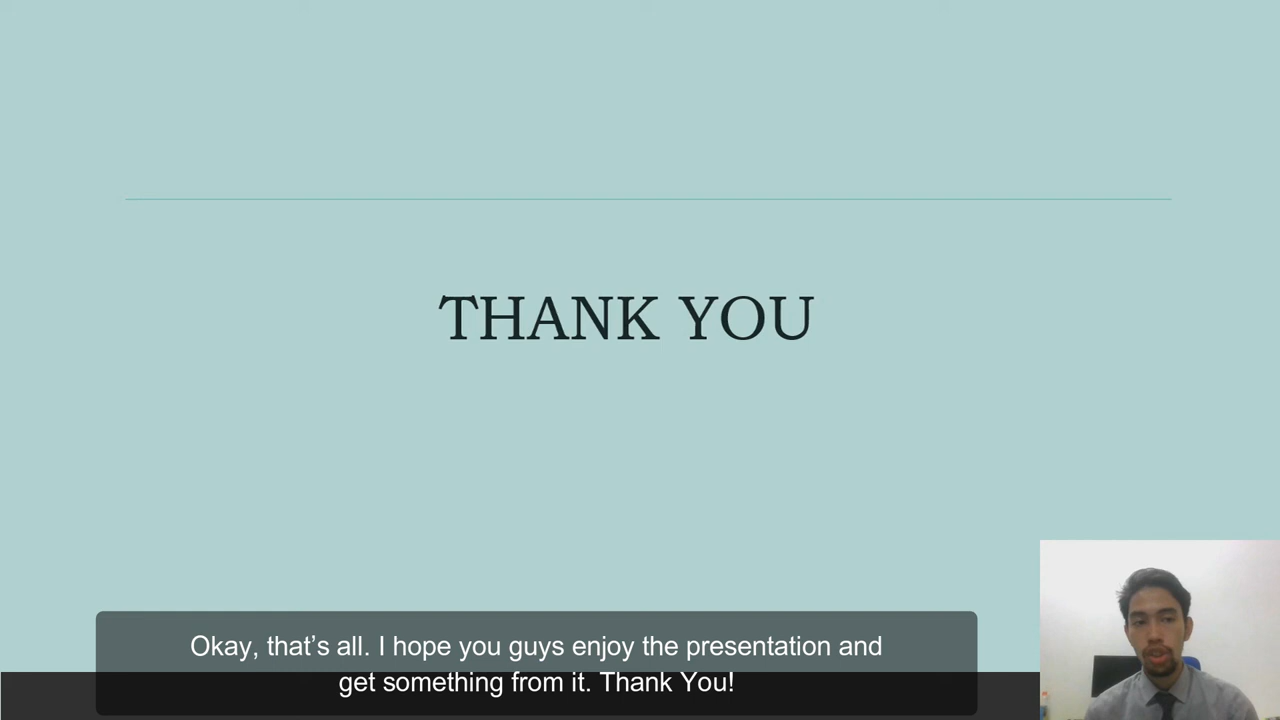 THANK YOU
Okay, that’s all. I hope you guys enjoy the presentation and
get something from it. Thank You!